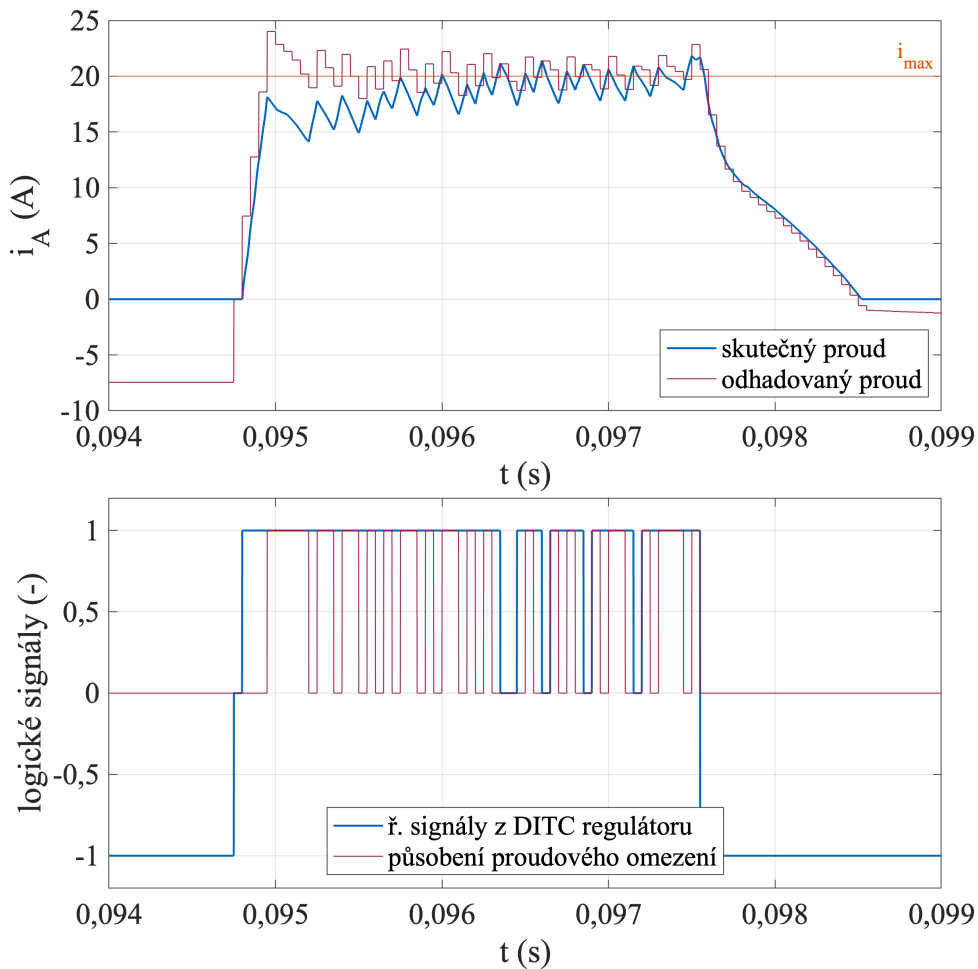 25
20
15
10
5
0
-5
-10
i_A (A)
i_max
skutečný proud
odhadovaný proud
0,094 0,095 0,096 0,097 0,098 0,099
t (s)
1
0,5
0
-0,5
-1
logické signály (-)
ř. signály z DITC regulátoru
působení proudového omezení
0,094 0,095 0,096 0,097 0,098 0,099
t (s)